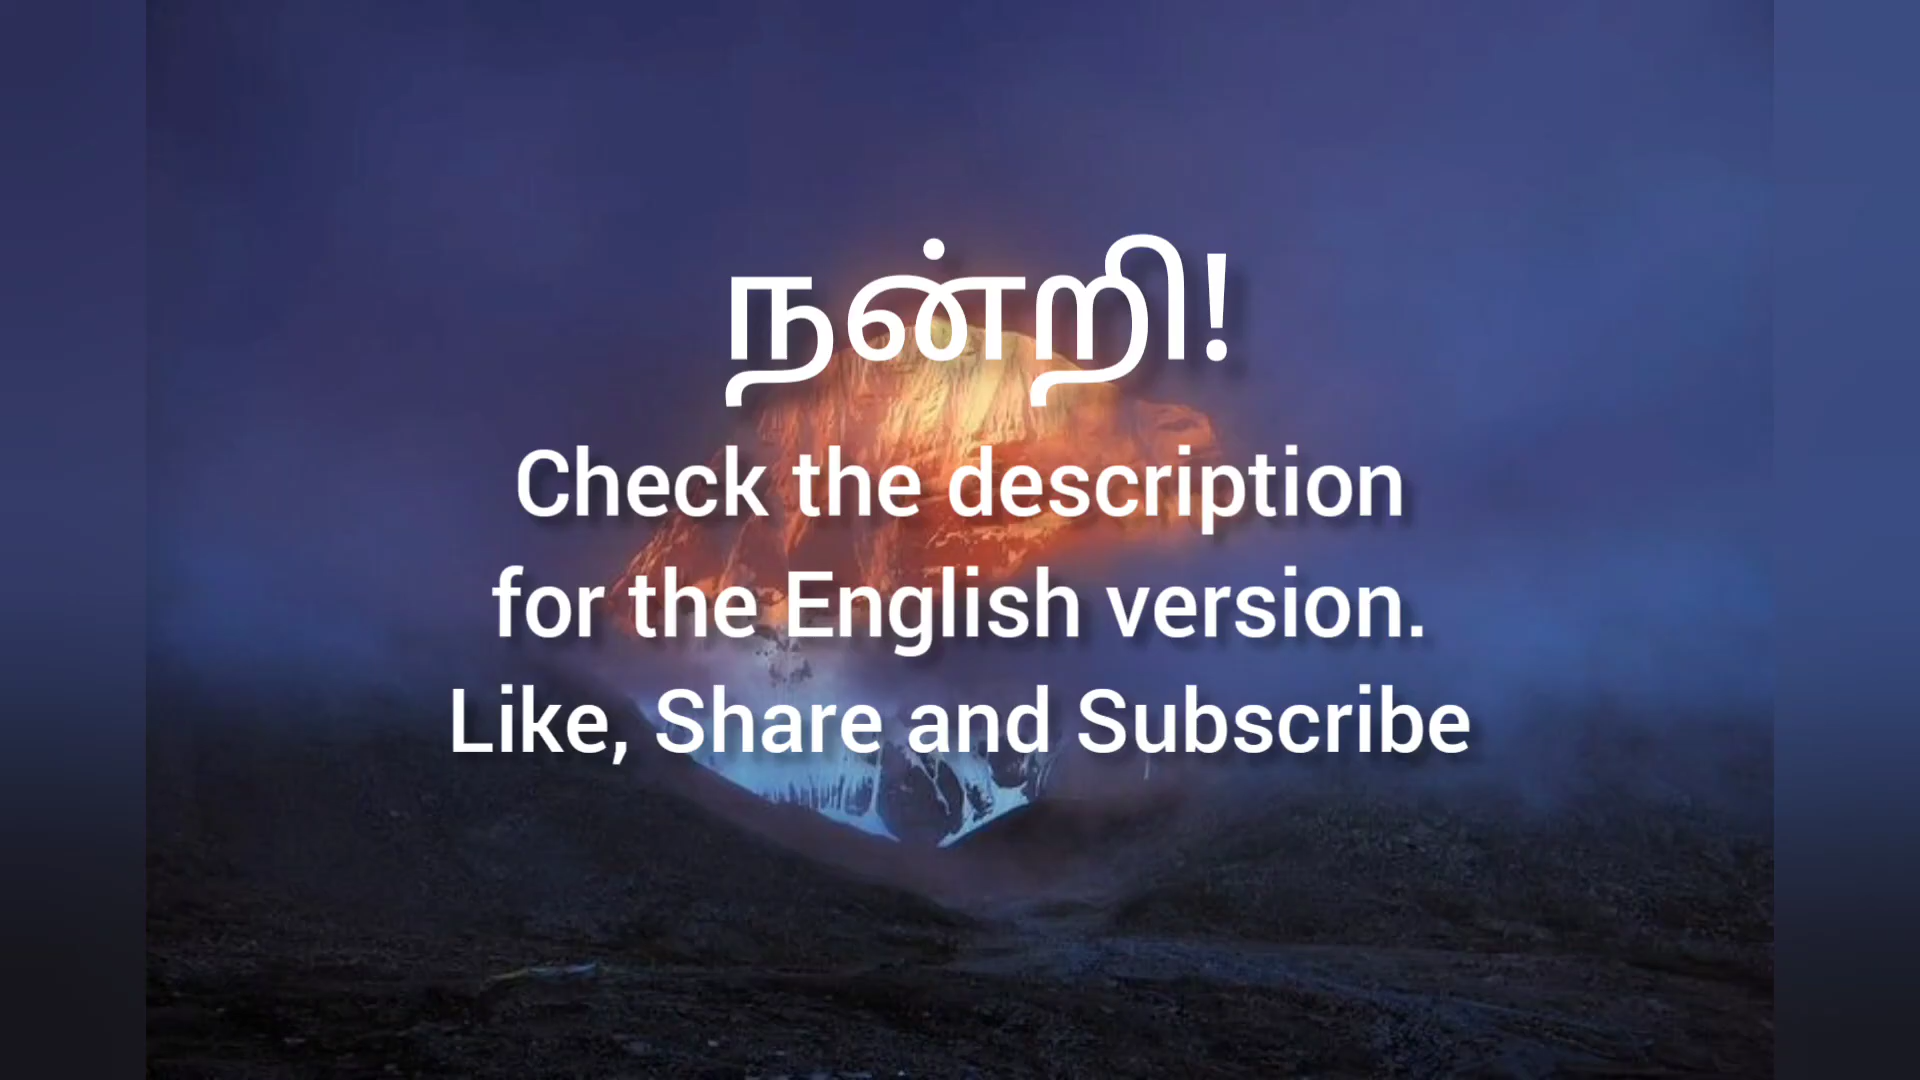 நன்றி!
Check the description
for the English version.
Like, Share and Subscribe